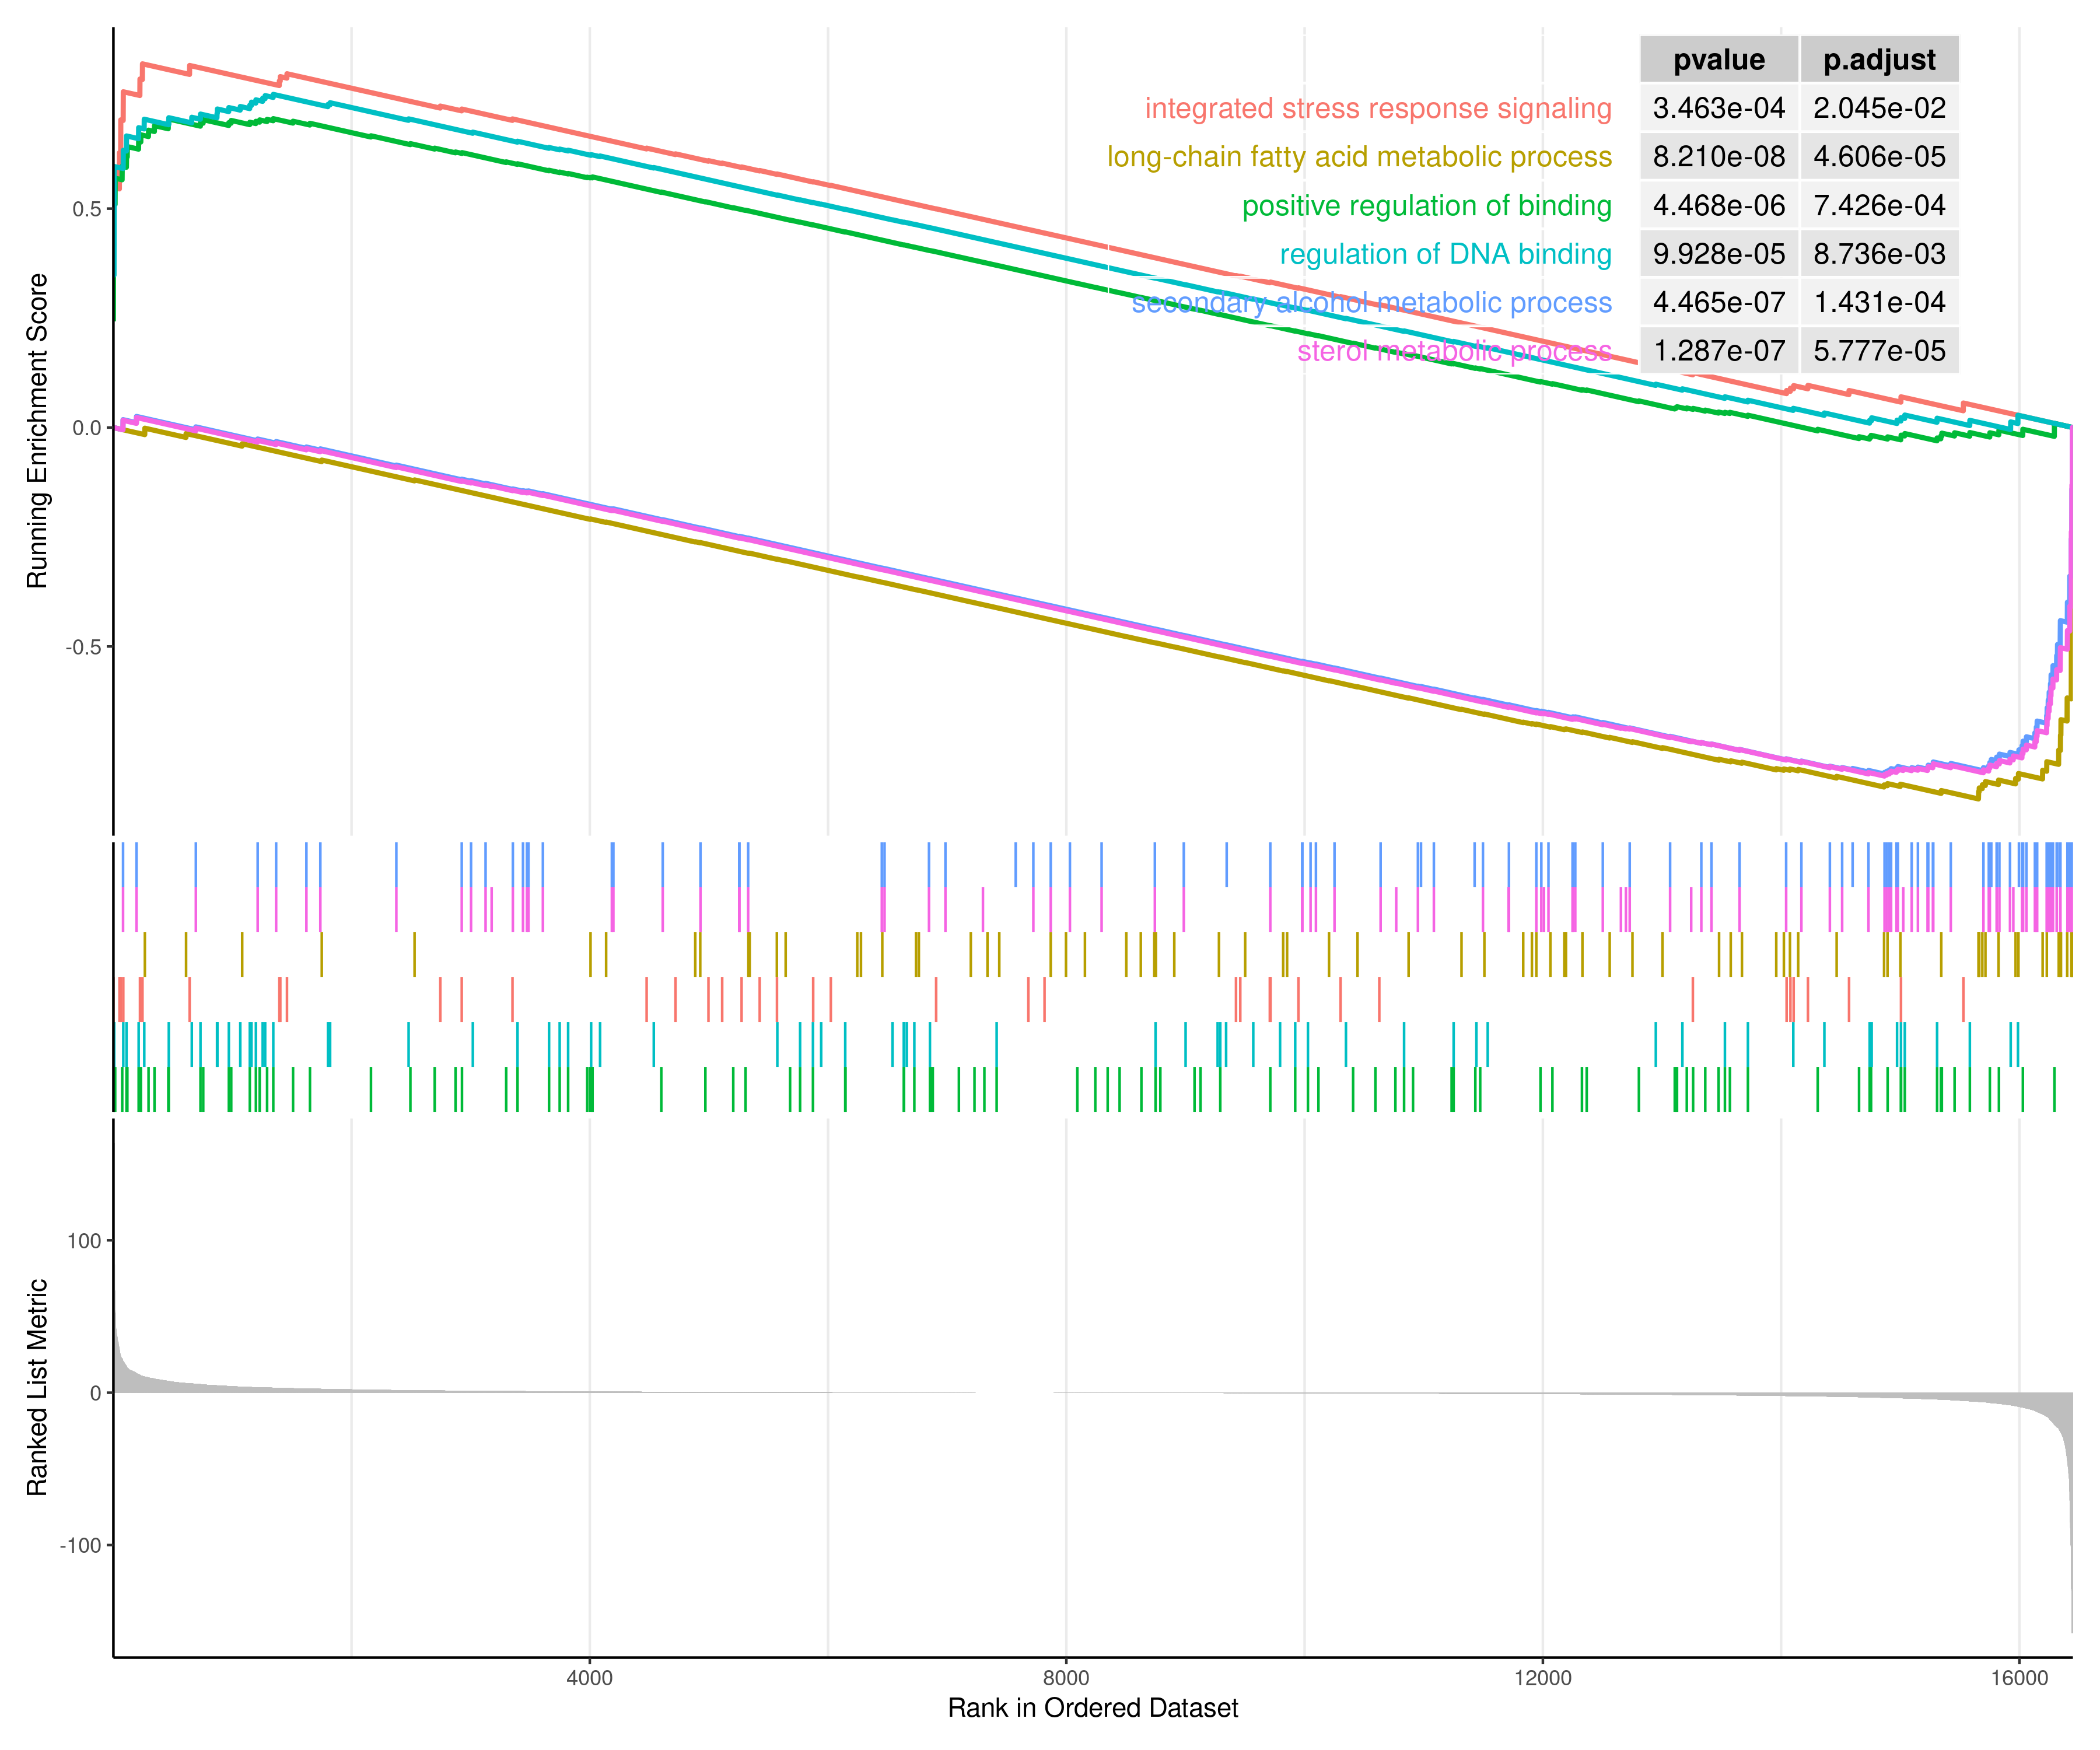 pvalue p.adjust
integrated stress response signaling 3.463e-04 2.045e-02
long-chain fatty acid metabolic process 8.210e-08 4.606e-05
positive regulation of binding 4.468e-06 7.426e-04
regulation of DNA binding 9.928e-05 8.736e-03
secondary alcohol metabolic process 4.465e-07 1.431e-04
sterol metabolic process 1.287e-07 5.777e-05
Running Enrichment Score
0.5
0.0
-0.5
Ranked List Metric
100
0
-100
4000 8000 12000 16000
Rank in Ordered Dataset